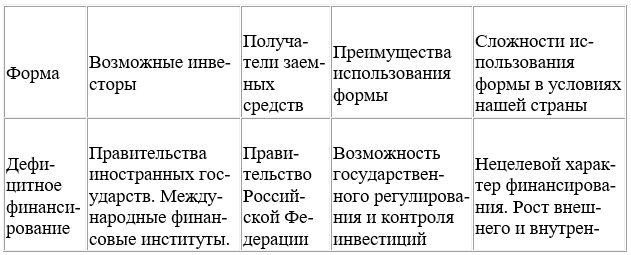 Форма
Возможные инве-
сторы
Получа-
тели заем-
ных
средств
Преимущества
использования
формы
Сложности ис-
пользования
формы в условиях
нашей страны
Дефи-
цитное
финанси-
рование
Правительства
иностранных гос-
ударств. Между-
народные финан-
совые институты.
Прави-
тельство
Россий-
ской Фе-
дерации
Возможность
государствен-
ного регулирова-
ния и контроля
инвестиций
Нецелевой харак-
тер финансирова-
ния. Рост внеш-
него и внутрен-